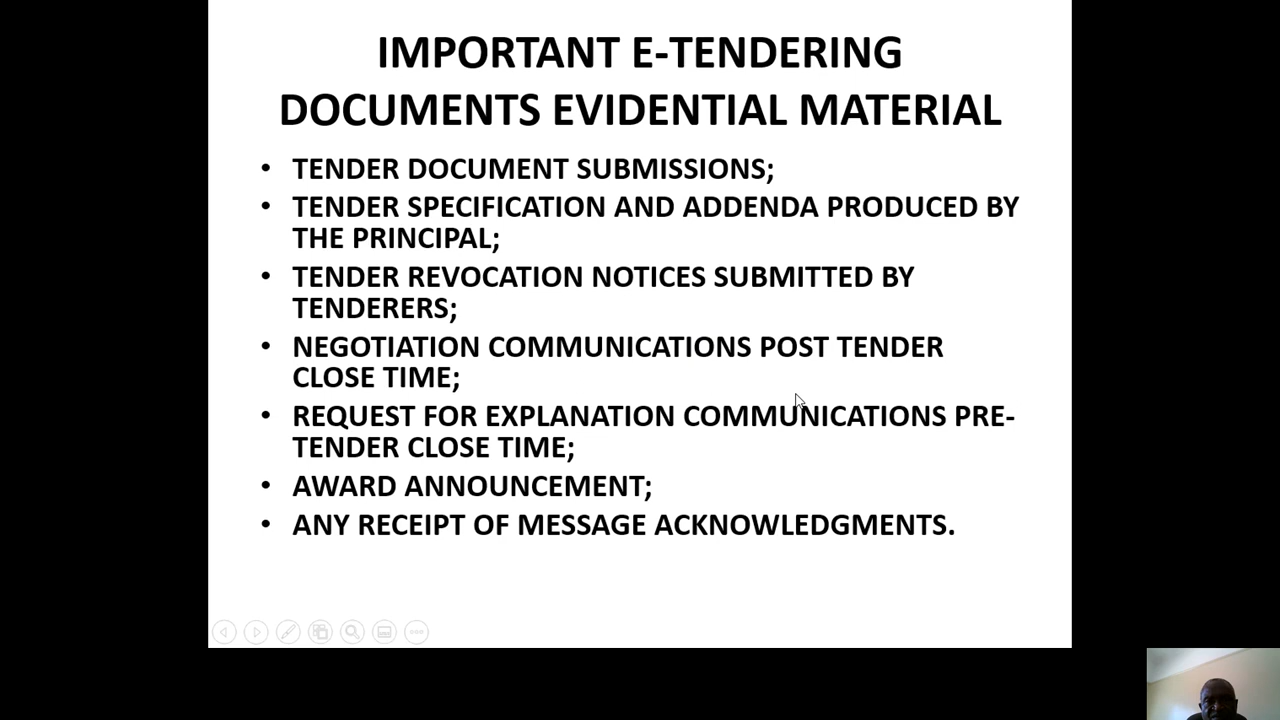 IMPORTANT E-TENDERING
DOCUMENTS EVIDENTIAL MATERIAL
• TENDER DOCUMENT SUBMISSIONS;
• TENDER SPECIFICATION AND ADDENDA PRODUCED BY
THE PRINCIPAL;
• TENDER REVOCATION NOTICES SUBMITTED BY
TENDERERS;
• NEGOTIATION COMMUNICATIONS POST TENDER
CLOSE TIME;
• REQUEST FOR EXPLANATION COMMUNICATIONS PRE-
TENDER CLOSE TIME;
• AWARD ANNOUNCEMENT;
• ANY RECEIPT OF MESSAGE ACKNOWLEDGMENTS.